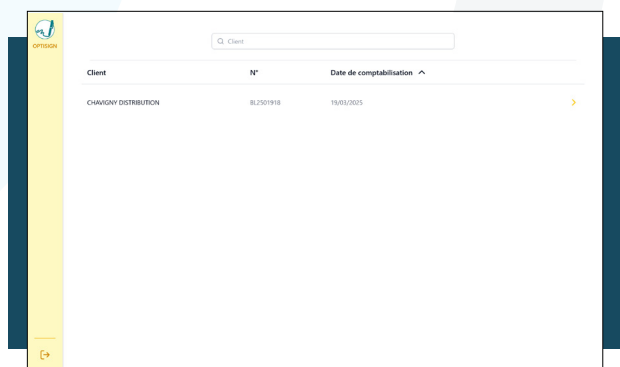 OPTISIGN
Client
Client N° Date de comptabilisation
CHAVIGNY DISTRIBUTION BL2501918 19/03/2025